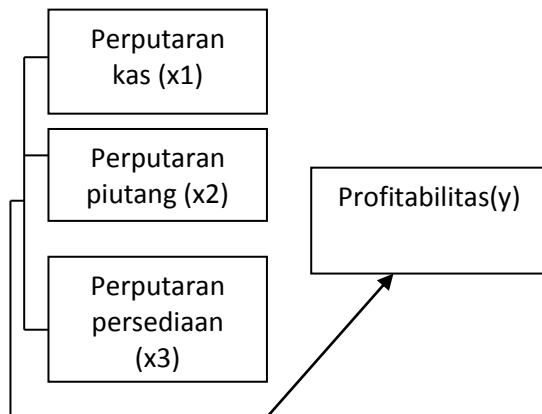 Perputaran
kas (x1)
Perputaran
piutang (x2)
Profitabilitas(y)
Perputaran
persediaan
(x3)